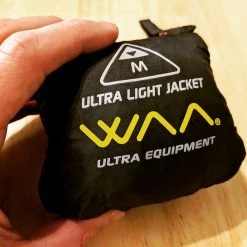 M
ULTRA LIGHT JACKET
WAA®
ULTRA EQUIPMENT